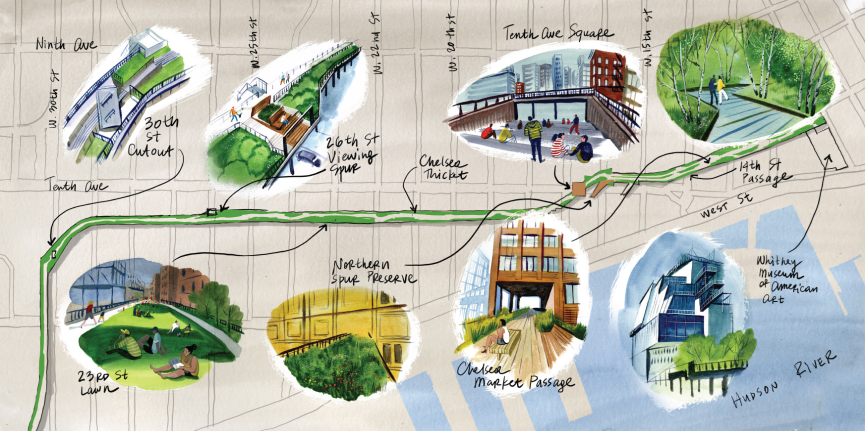 Ninth Ave
W. 30th St
W. 25th St
W. 22nd St
W. 20th St
W. 15th St
Tenth Ave Square
30th
St
Cutout
26th St
Viewing
Spur
Chelsea
Thicket
14th St
Passage
Tenth Ave
West St
Northern
Spur Preserve
Whitney
Museum
of American
Art
23RD St
Lawn
Chelsea
Market Passage
HUDSON RIVER